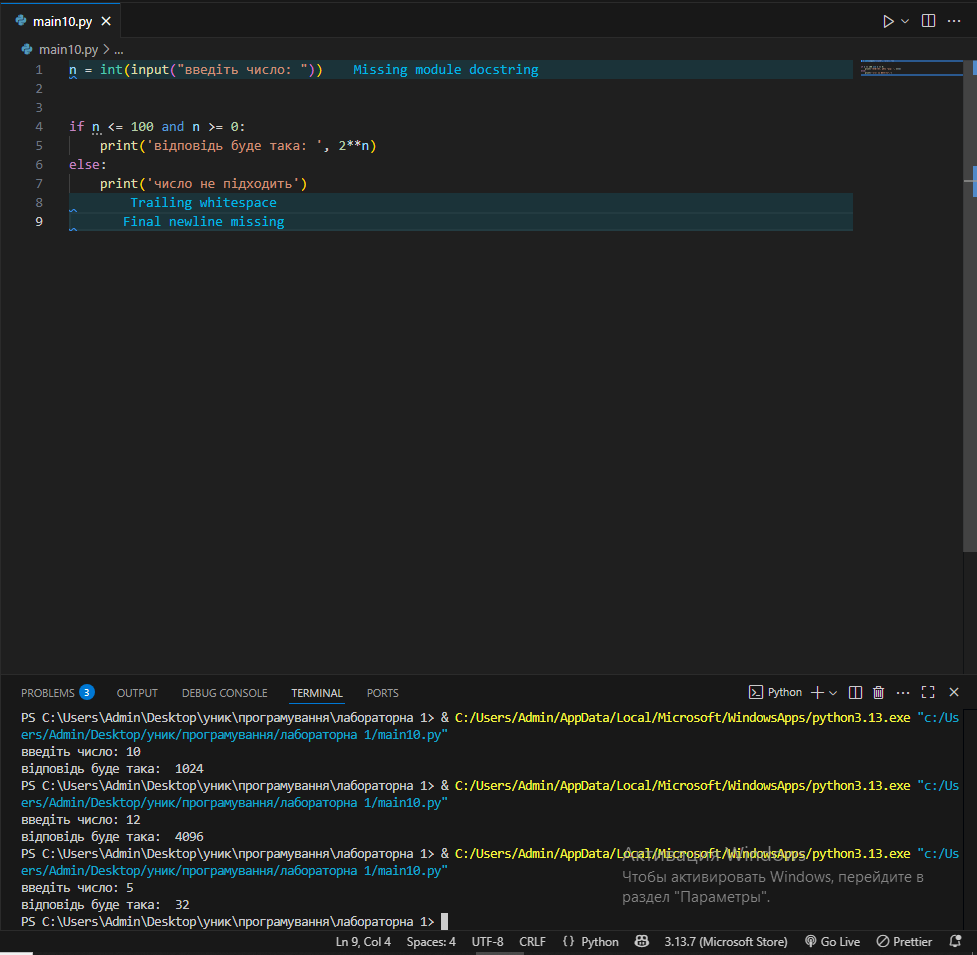 main10.py
main10.py > ...
1 n = int(input("введіть число: ")) Missing module docstring
2
3
4 if n <= 100 and n >= 0:
5 print('відповідь буде така: ', 2**n)
6 else:
7 print('число не підходить')
8 Trailing whitespace
9 Final newline missing
PROBLEMS 3 OUTPUT DEBUG CONSOLE TERMINAL PORTS Python
PS C:\Users\Admin\Desktop\уник\програмування\лабораторна 1> & C:/Users/Admin/AppData/Local/Microsoft/WindowsApps/python3.13.exe "c:/Us
ers/Admin/Desktop/уник/програмування/лабораторна 1/main10.py"
введіть число: 10
відповідь буде така:  1024
PS C:\Users\Admin\Desktop\уник\програмування\лабораторна 1> & C:/Users/Admin/AppData/Local/Microsoft/WindowsApps/python3.13.exe "c:/Us
ers/Admin/Desktop/уник/програмування/лабораторна 1/main10.py"
введіть число: 12
відповідь буде така:  4096
PS C:\Users\Admin\Desktop\уник\програмування\лабораторна 1> & C:/Users/Admin/AppData/Local/Microsoft/WindowsApps/python3.13.exe "c:/Us
ers/Admin/Desktop/уник/програмування/лабораторна 1/main10.py"
введіть число: 5
відповідь буде така:  32
PS C:\Users\Admin\Desktop\уник\програмування\лабораторна 1>
Активация Windows
Чтобы активировать Windows, перейдите в
раздел "Параметры".
Ln 9, Col 4 Spaces: 4 UTF-8 CRLF {} Python 3.13.7 (Microsoft Store) Go Live Prettier